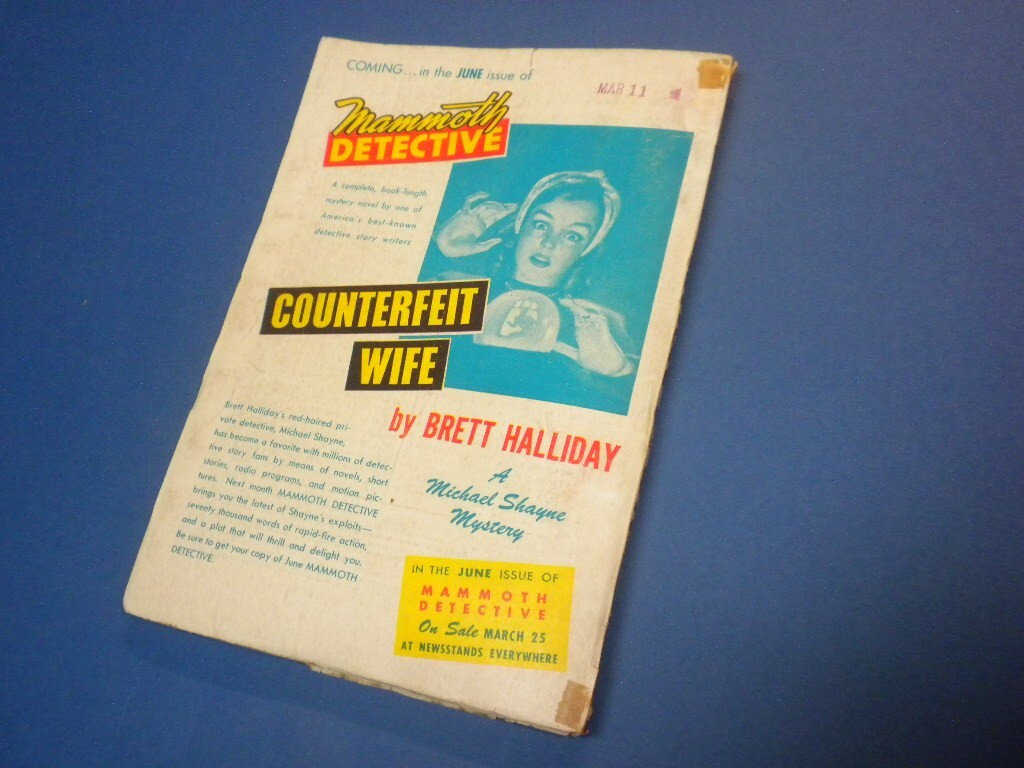 COMING... in the JUNE issue of
MAR 11
Mammoth
DETECTIVE
A complete, book-length
mystery novel by one of
America's best-known
detective story writers
COUNTERFEIT
WIFE
by BRETT HALLIDAY
A
Michael Shayne
Mystery
Brett Halliday's red-haired pri-
vate detective, Michael Shayne,
has become a favorite with millions of detec-
tive story fans by means of novels, short
stories, radio programs, and motion pic-
tures. Next month MAMMOTH DETECTIVE
brings you the latest of Shayne's exploits—
seventy thousand words of rapid-fire action,
and a plot that will thrill and delight you.
Be sure to get your copy of June MAMMOTH
DETECTIVE.
IN THE JUNE ISSUE OF
MAMMOTH
DETECTIVE
On Sale MARCH 25
AT NEWSSTANDS EVERYWHERE